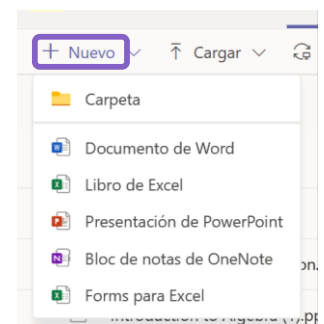 Nuevo Cargar
Carpeta
Documento de Word
Libro de Excel
Presentación de PowerPoint
Bloc de notas de OneNote
on.
Forms para Excel
Introduction to Algebra (1).pp